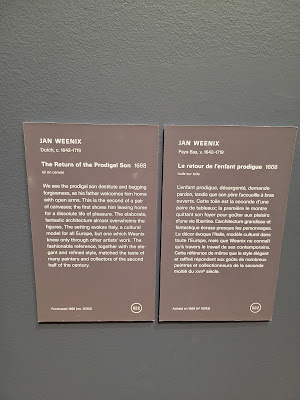 JAN WEENIX
Dutch, c. 1642-1719
The Return of the Prodigal Son 1668
oil on canvas
We see the prodigal son destitute and begging
forgiveness, as his father welcomes him home
with open arms. This is the second of a pair
of canvases; the first shows him leaving home
for a dissolute life of pleasure. The elaborate,
fantastic architecture almost overwhelms the
figures. The setting evokes Italy, a cultural
model for all Europe, but one which Weenix
knew only through other artists' work. The
fashionable reference, together with the ele-
gant and refined style, matched the taste of
many painters and collectors of the second
half of the century.
Purchased 1968
622
JAN WEENIX
Pays-Bas, v. 1642-1719
Le retour de l'enfant prodigue 1668
huile sur toile
L'enfant prodigue, désargenté, demande
pardon, tandis que son père l'accueille à bras
ouverts. Cette toile est la seconde d'une
paire de tableaux; la première le montre
quittant son foyer pour goûter aux plaisirs
d'une vie libertine. L'architecture grandiose et
fantastique écrase presque les personnages.
Le décor évoque l'Italie, modèle culturel dans
toute l'Europe, mais que Weenix ne connaît
qu'à travers le travail de ses contemporains.
Cette référence de même que le style élégant
et raffiné répondent aux goûts de nombreux
peintres et collectionneurs de la seconde
moitié du XVIIe siècle.
Acheté en 1968
622